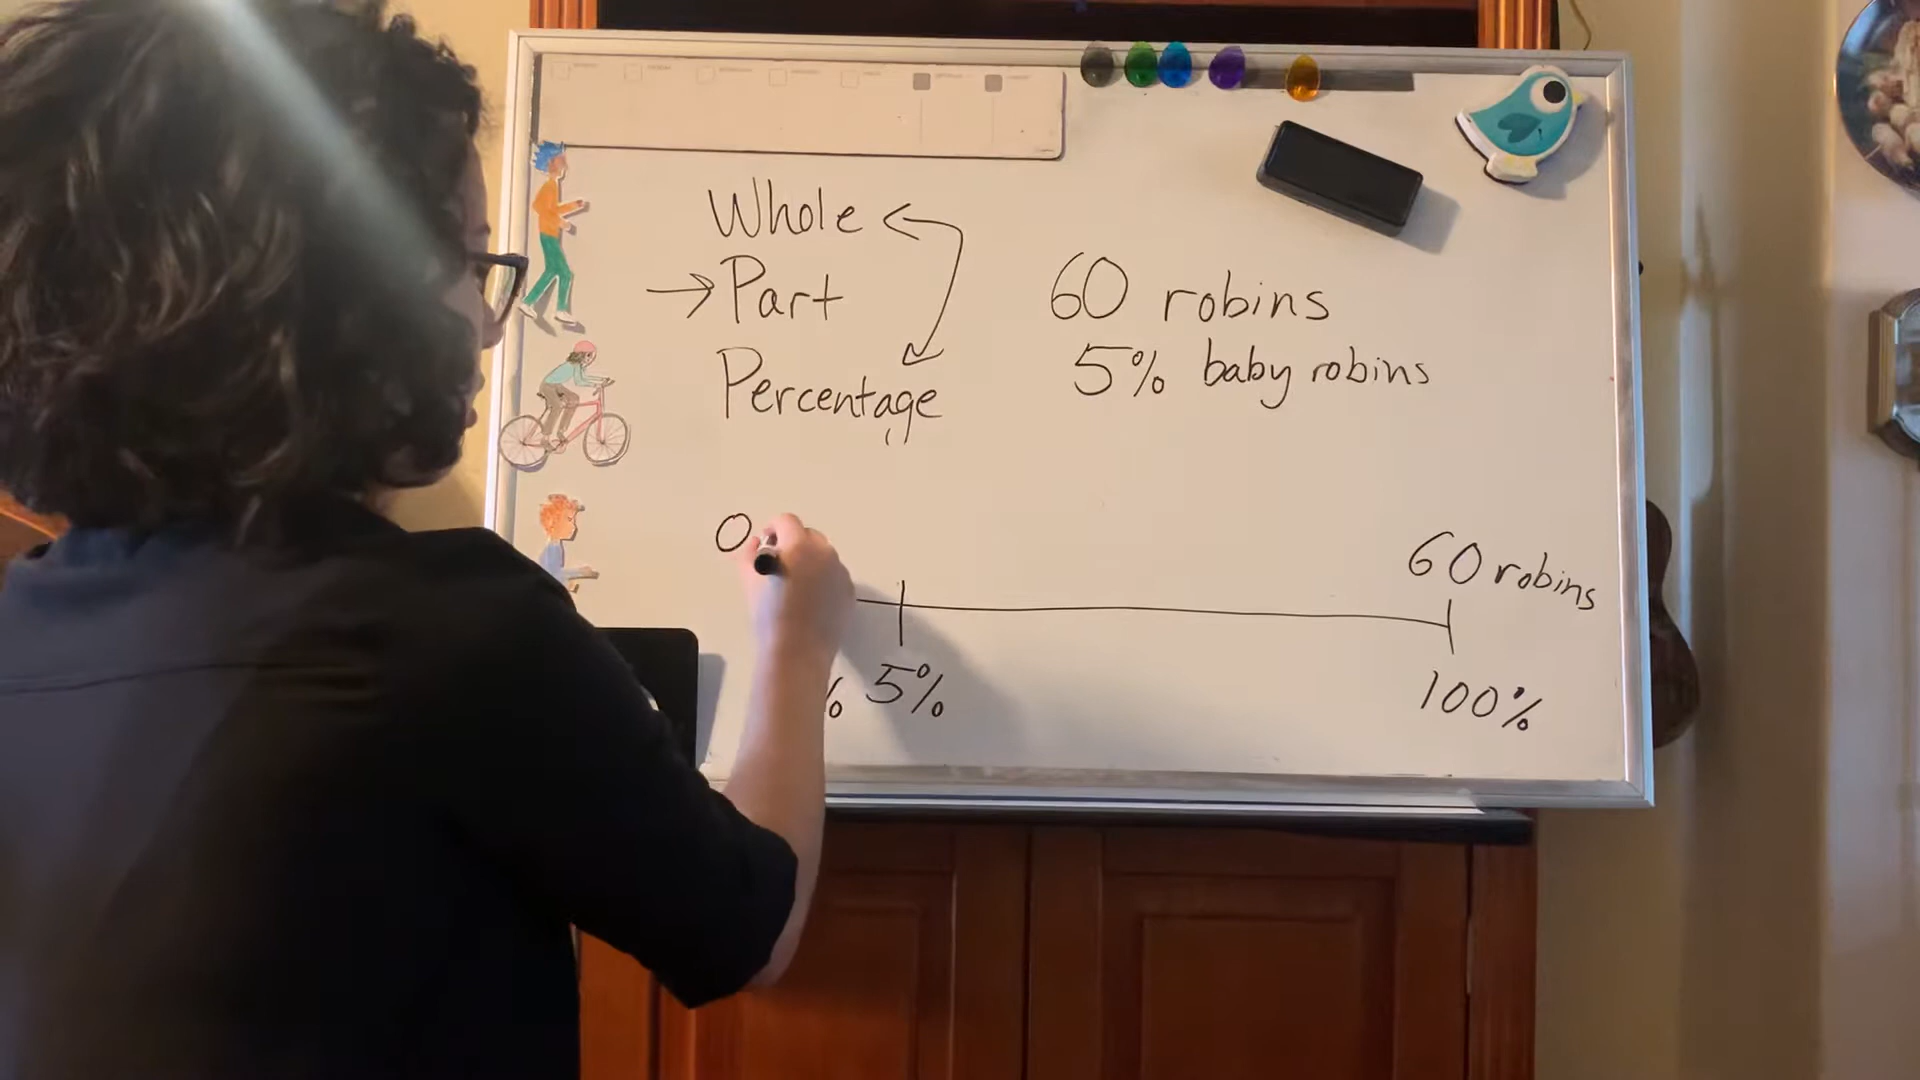 Whole
→ Part
Percentage
60 robins
5% baby robins
0
60 robins
% 5%
100%